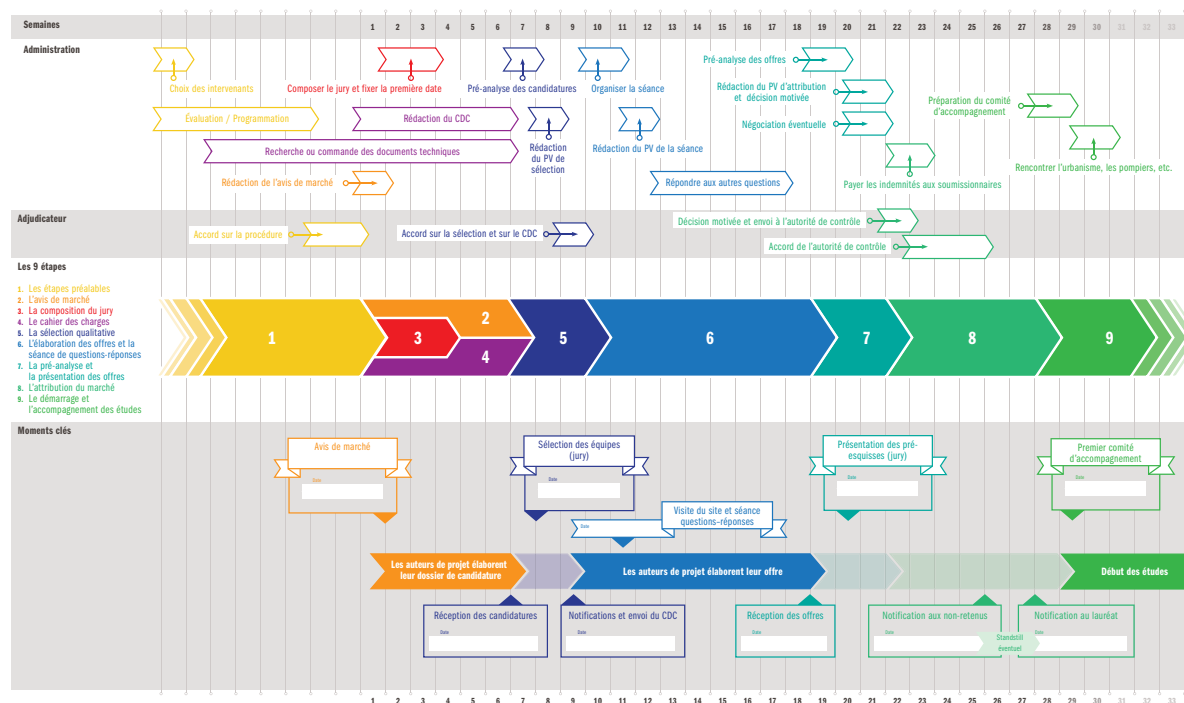 Semaines 1 2 3 4 5 6 7 8 9 10 11 12 13 14 15 16 17 18 19 20 21 22 23 24 25 26 27 28 29 30 31 32 33
Administration
Pré-analyse des offres
Choix des intervenants
Composer le jury et fixer la première date
Pré-analyse des candidatures
Organiser la séance
Rédaction du PV d'attribution
et décision motivée
Préparation du comité
d'accompagnement
Évaluation / Programmation
Rédaction du CDC
Négociation éventuelle
Rédaction
du PV de
sélection
Rédaction du PV de la séance
Recherche ou commande des documents techniques
Rencontrer l'urbanisme, les pompiers, etc.
Rédaction de l'avis de marché
Répondre aux autres questions
Payer les indemnités aux soumissionnaires
Adjudicateur
Décision motivée et envoi à l'autorité de contrôle
Accord sur la procédure
Accord sur la sélection et sur le CDC
Accord de l'autorité de contrôle
Les 9 étapes
1. Les étapes préalables
2. L'avis de marché
3. La composition du jury
4. Le cahier des charges
5. La sélection qualitative
6. L'élaboration des offres et la
séance de questions-réponses
7. La pré-analyse et
la présentation des offres
8. L'attribution du marché
9. Le démarrage et
l'accompagnement des études
1
2
3
4
5
6
7
8
9
Moments clés
Avis de marché
Date
Sélection des équipes
(jury)
Date
Présentation des pré-
esquisses (jury)
Date
Premier comité
d'accompagnement
Date
Visite du site et séance
questions-réponses
Date
Les auteurs de projet élaborent
leur dossier de candidature
Les auteurs de projet élaborent leur offre
Début des études
Réception des candidatures
Date
Notifications et envoi du CDC
Date
Réception des offres
Date
Notification aux non-retenus
Date
Standstill
éventuel
Notification au lauréat
Date
1 2 3 4 5 6 7 8 9 10 11 12 13 14 15 16 17 18 19 20 21 22 23 24 25 26 27 28 29 30 31 32 33